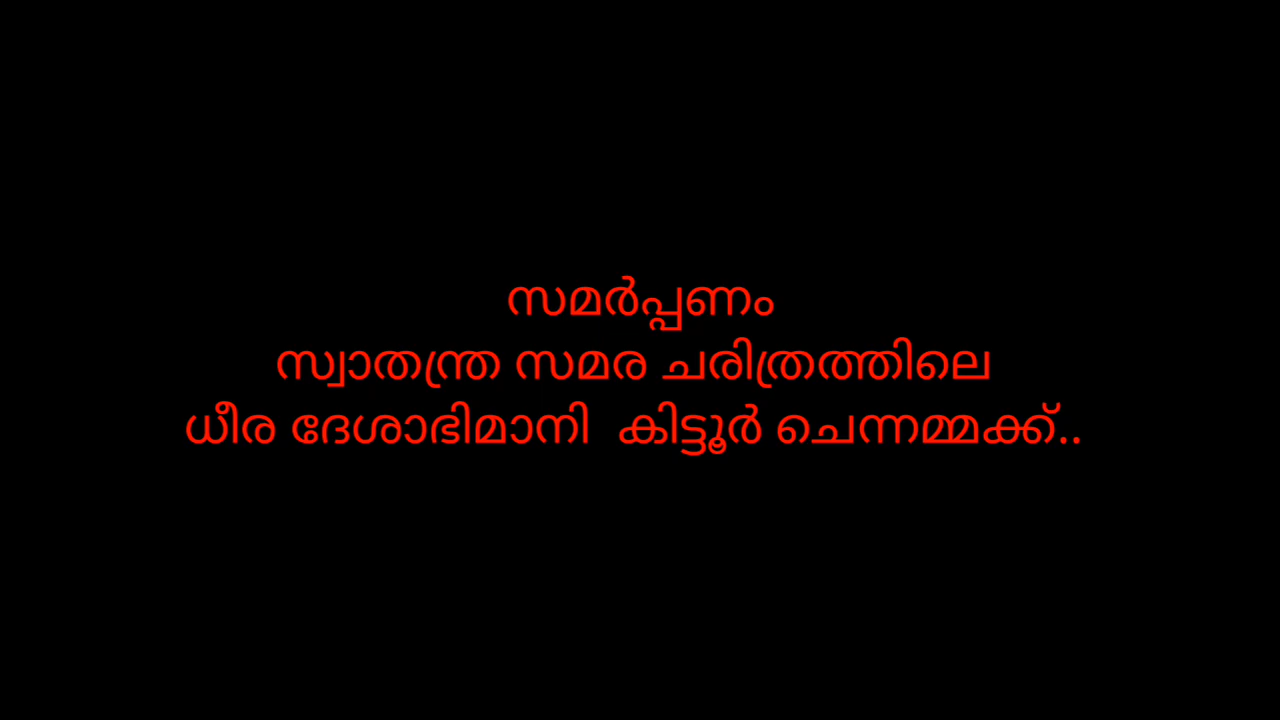 സമർപ്പണം
സ്വാതന്ത്ര സമര ചരിത്രത്തിലെ
ധീര ദേശാഭിമാനി  കിട്ടൂർ ചെന്നമ്മക്ക്..